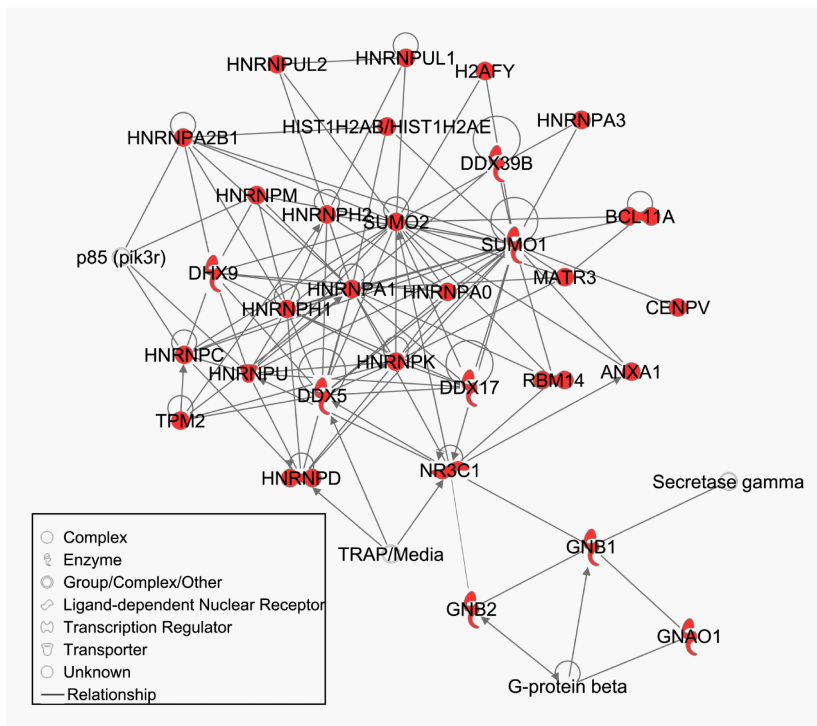 HNRNPUL2
HNRNPUL1
H2AFY
HNRNPA2B1
HIST1H2AB/HIST1H2AE
HNRNPA3
DDX39B
HNRNPM
HNRNPH2
SUMO2
BCL11A
SUMO1
p85 (pik3r)
DHX9
MATR3
HNRNPA1
HNRNPA0
HNRNPH1
CENPV
HNRNPC
HNRNPU
HNRNPK
DDX5
DDX17
RBM14
ANXA1
TPM2
HNRNPD
NR3C1
Secretase gamma
TRAP/Media
GNB1
GNB2
GNAO1
G-protein beta
Complex
Enzyme
Group/Complex/Other
Ligand-dependent Nuclear Receptor
Transcription Regulator
Transporter
Unknown
Relationship